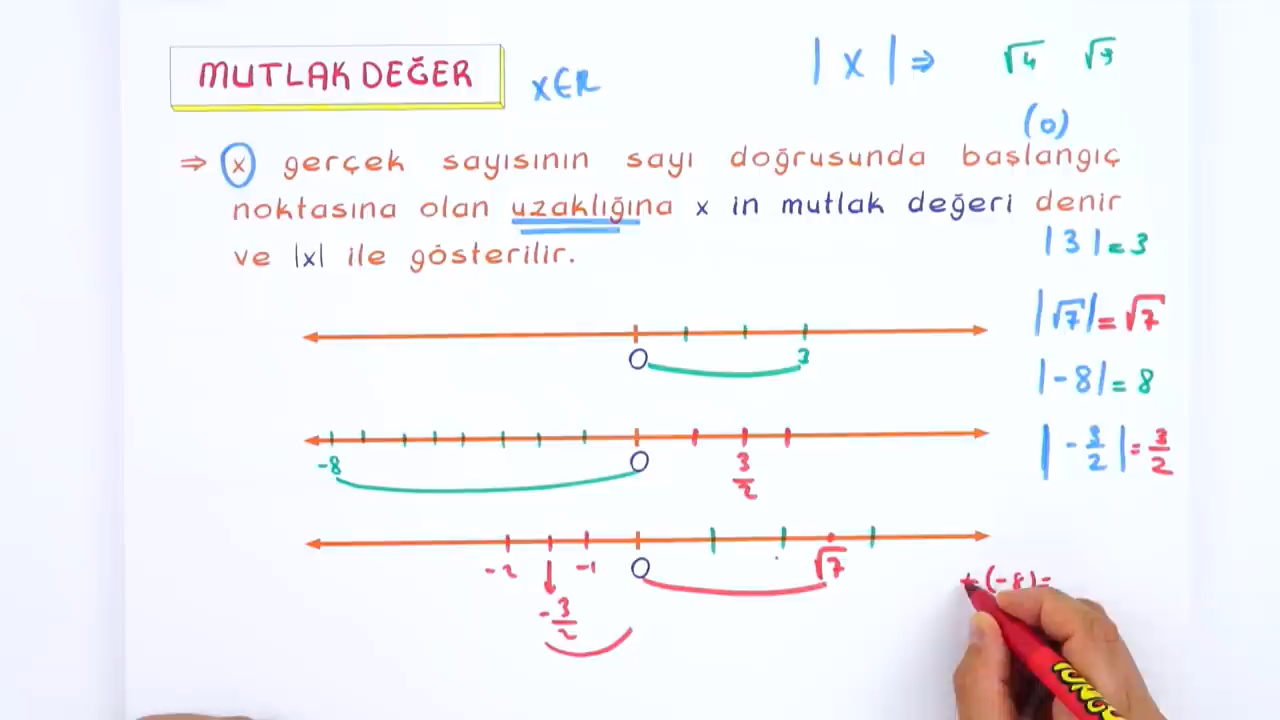 MUTLAK DEĞER
x∈R
|x| ⇒ √4 √9
(0)
⇒ x gerçek sayısının sayı doğrusunda başlangıç
noktasına olan uzaklığına x in mutlak değeri denir
ve |x| ile gösterilir.
|3| = 3
|√7| = √7
|-8| = 8
|-3/2| = 3/2
0 3
-8 0 3/2
-2 -1 0 √7
-3/2
(-8) =